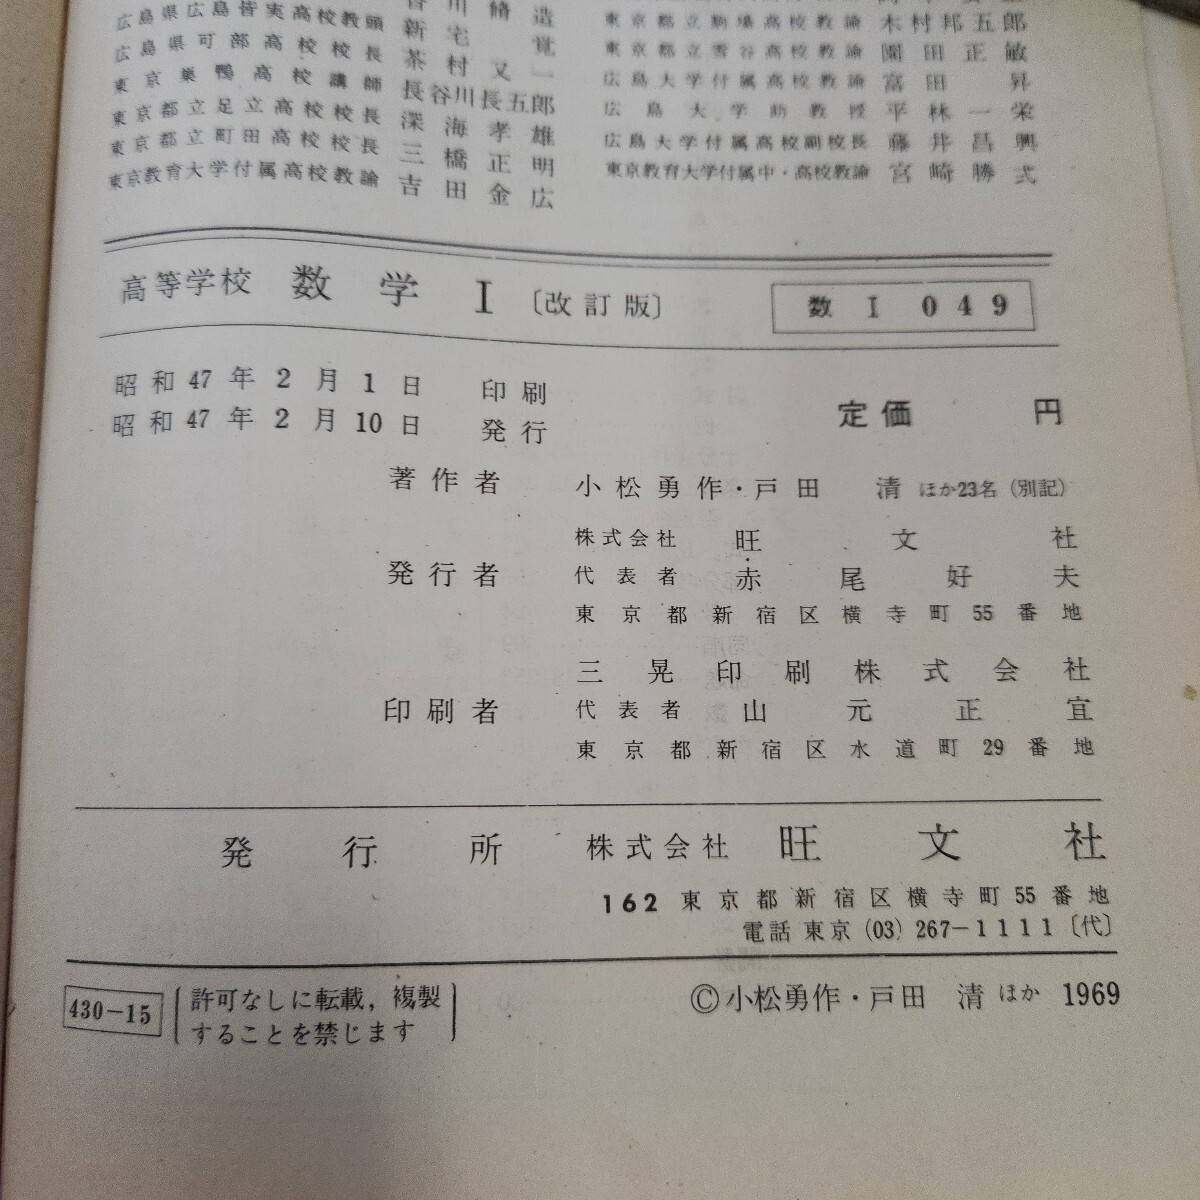 広島県広島皆実高校教頭
広島県可部高校校長 新宅 覚
東京巣鴨高校講師 茶村又一
東京都立足立高校校長 長谷川長五郎
東京都立町田高校校長 深海孝雄
東京教育大学付属高校教諭 三橋正明
吉田金広
東京都立駒場高校教諭 木村邦五郎
東京都立雪谷高校教諭 園田正敏
広島大学付属高校教諭 富田 昇
広島大学助教授 平林一栄
広島大学付属高校副校長 藤井昌興
東京教育大学付属中・高校教諭 宮崎勝弍
高等学校 数学 I 〔改訂版〕 数 I 049
昭和47年2月1日 印刷
昭和47年2月10日 発行
定価 円
著作者 小松勇作・戸田 清 ほか23名(別記)
発行者 株式会社 旺文社
代表者 赤尾好夫
東京都新宿区横寺町55番地
印刷者 三晃印刷株式会社
代表者 山元正宜
東京都新宿区水道町29番地
発行所 株式会社 旺文社
162 東京都新宿区横寺町55番地
電話 東京 (03) 267-1111〔代〕
430-15
許可なしに転載，複製
することを禁じます
©小松勇作・戸田 清 ほか 1969